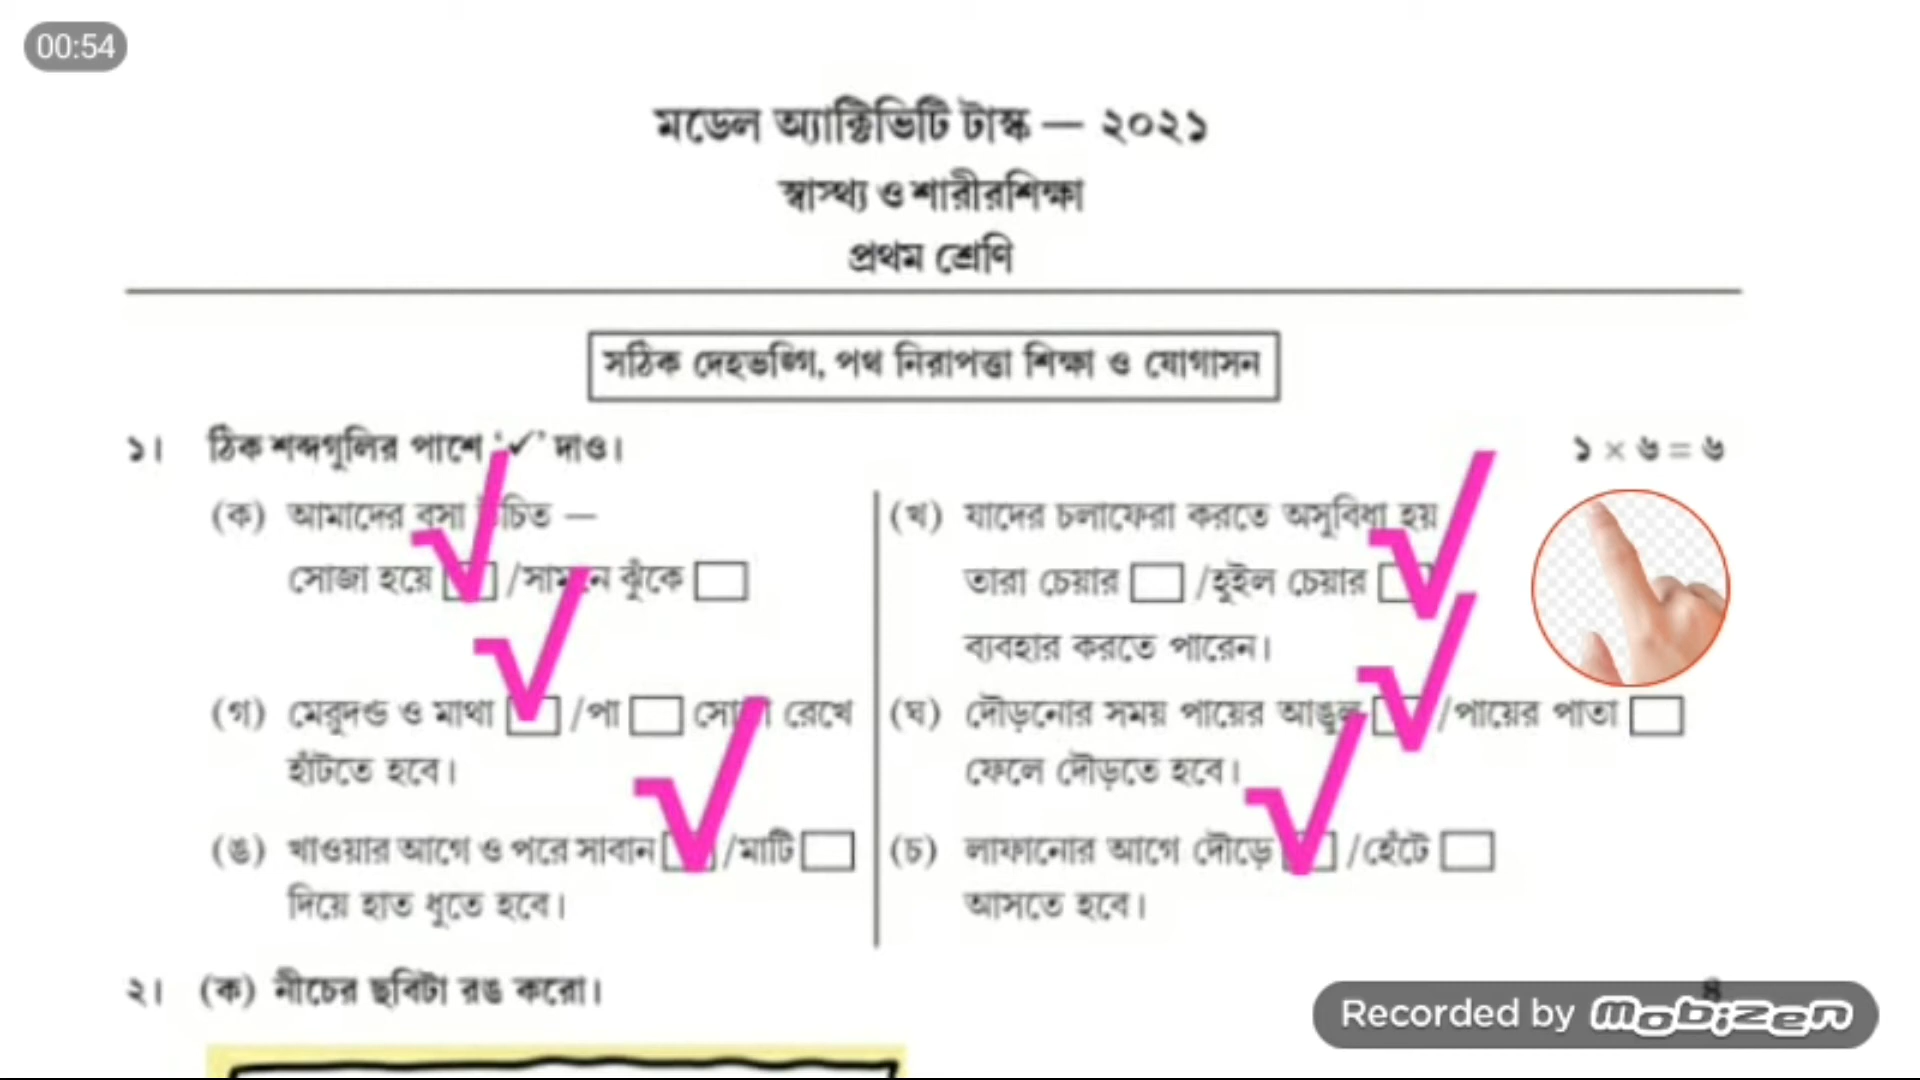 00:54
মডেল অ্যাক্টিভিটি টাস্ক — ২০২১
স্বাস্থ্য ও শারীরশিক্ষা
প্রথম শ্রেণি
সঠিক দেহভঙ্গি, পথ নিরাপত্তা শিক্ষা ও যোগাসন
১। ঠিক শব্দগুলির পাশে ‘✓’ দাও। ১ × ৬ = ৬
(ক) আমাদের বসা উচিত —
সোজা হয়ে /সামনে ঝুঁকে
(খ) যাদের চলাফেরা করতে অসুবিধা হয়
তারা চেয়ার /হুইল চেয়ার
ব্যবহার করতে পারেন।
(গ) মেরুদন্ড ও মাথা /পা সোজা রেখে
হাঁটতে হবে।
(ঘ) দৌড়নোর সময় পায়ের আঙুল /পায়ের পাতা
ফেলে দৌড়তে হবে।
(ঙ) খাওয়ার আগে ও পরে সাবান /মাটি
দিয়ে হাত ধুতে হবে।
(চ) লাফানোর আগে দৌড়ে /হেঁটে
আসতে হবে।
২। (ক) নীচের ছবিটা রঙ করো।
Recorded by Mobizen